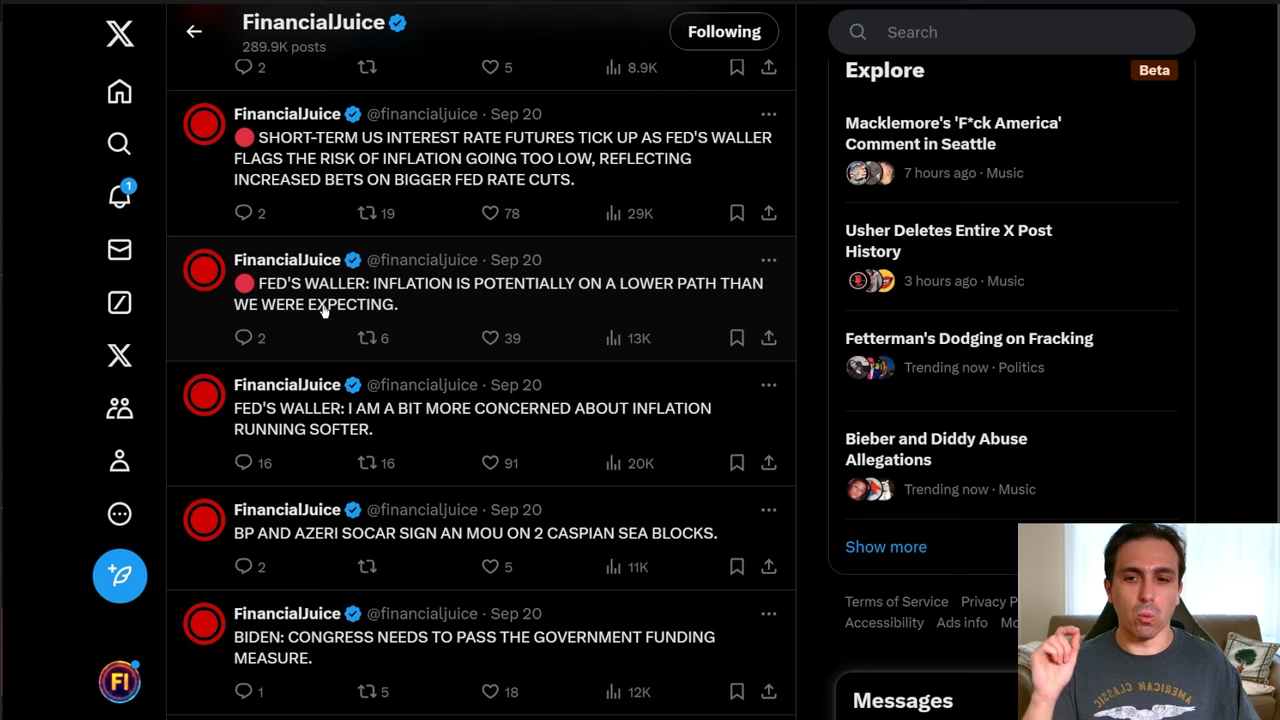 FinancialJuice
289.9K posts
Following
Search
2 5 8.9K
FinancialJuice @financialjuice · Sep 20
SHORT-TERM US INTEREST RATE FUTURES TICK UP AS FED'S WALLER
FLAGS THE RISK OF INFLATION GOING TOO LOW, REFLECTING
INCREASED BETS ON BIGGER FED RATE CUTS.
2 19 78 29K
FinancialJuice @financialjuice · Sep 20
FED'S WALLER: INFLATION IS POTENTIALLY ON A LOWER PATH THAN
WE WERE EXPECTING.
2 6 39 13K
FinancialJuice @financialjuice · Sep 20
FED'S WALLER: I AM A BIT MORE CONCERNED ABOUT INFLATION
RUNNING SOFTER.
16 16 91 20K
FinancialJuice @financialjuice · Sep 20
BP AND AZERI SOCAR SIGN AN MOU ON 2 CASPIAN SEA BLOCKS.
2 5 11K
FinancialJuice @financialjuice · Sep 20
BIDEN: CONGRESS NEEDS TO PASS THE GOVERNMENT FUNDING
MEASURE.
1 5 18 12K
1
FI
Explore
Beta
Macklemore's 'F*ck America'
Comment in Seattle
7 hours ago · Music
Usher Deletes Entire X Post
History
3 hours ago · Music
Fetterman's Dodging on Fracking
Trending now · Politics
Bieber and Diddy Abuse
Allegations
Trending now · Music
Show more
Terms of Service Privacy P
Accessibility Ads info Mo
Messages
AMERICAN CLASSIC